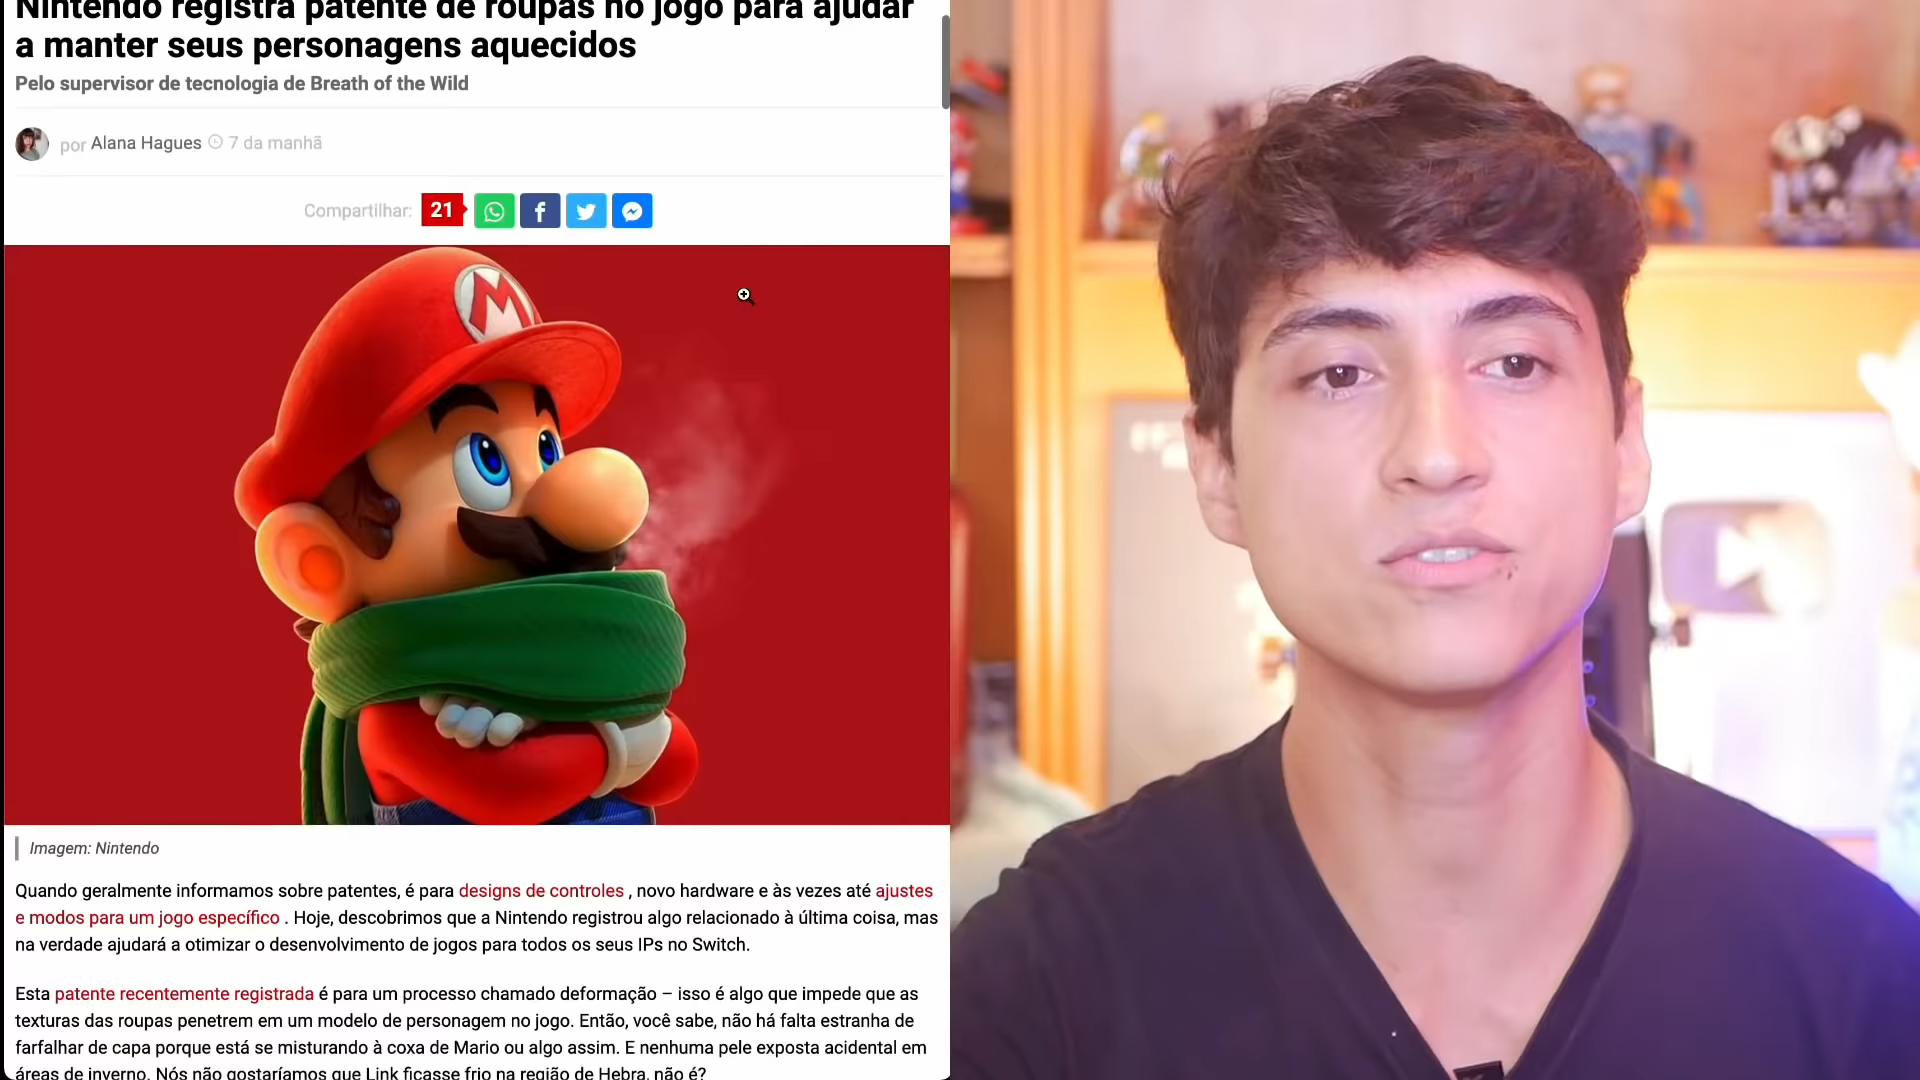 Nintendo registra patente de roupas no jogo para ajudar
a manter seus personagens aquecidos
Pelo supervisor de tecnologia de Breath of the Wild
por Alana Hagues 7 da manhã
Compartilhar: 21
M
Imagem: Nintendo
Quando geralmente informamos sobre patentes, é para designs de controles , novo hardware e às vezes até ajustes
e modos para um jogo específico . Hoje, descobrimos que a Nintendo registrou algo relacionado à última coisa, mas
na verdade ajudará a otimizar o desenvolvimento de jogos para todos os seus IPs no Switch.
Esta patente recentemente registrada é para um processo chamado deformação – isso é algo que impede que as
texturas das roupas penetrem em um modelo de personagem no jogo. Então, você sabe, não há falta estranha de
farfalhar de capa porque está se misturando à coxa de Mario ou algo assim. E nenhuma pele exposta acidental em
áreas de inverno. Nós não gostaríamos que Link ficasse frio na região de Hebra, não é?